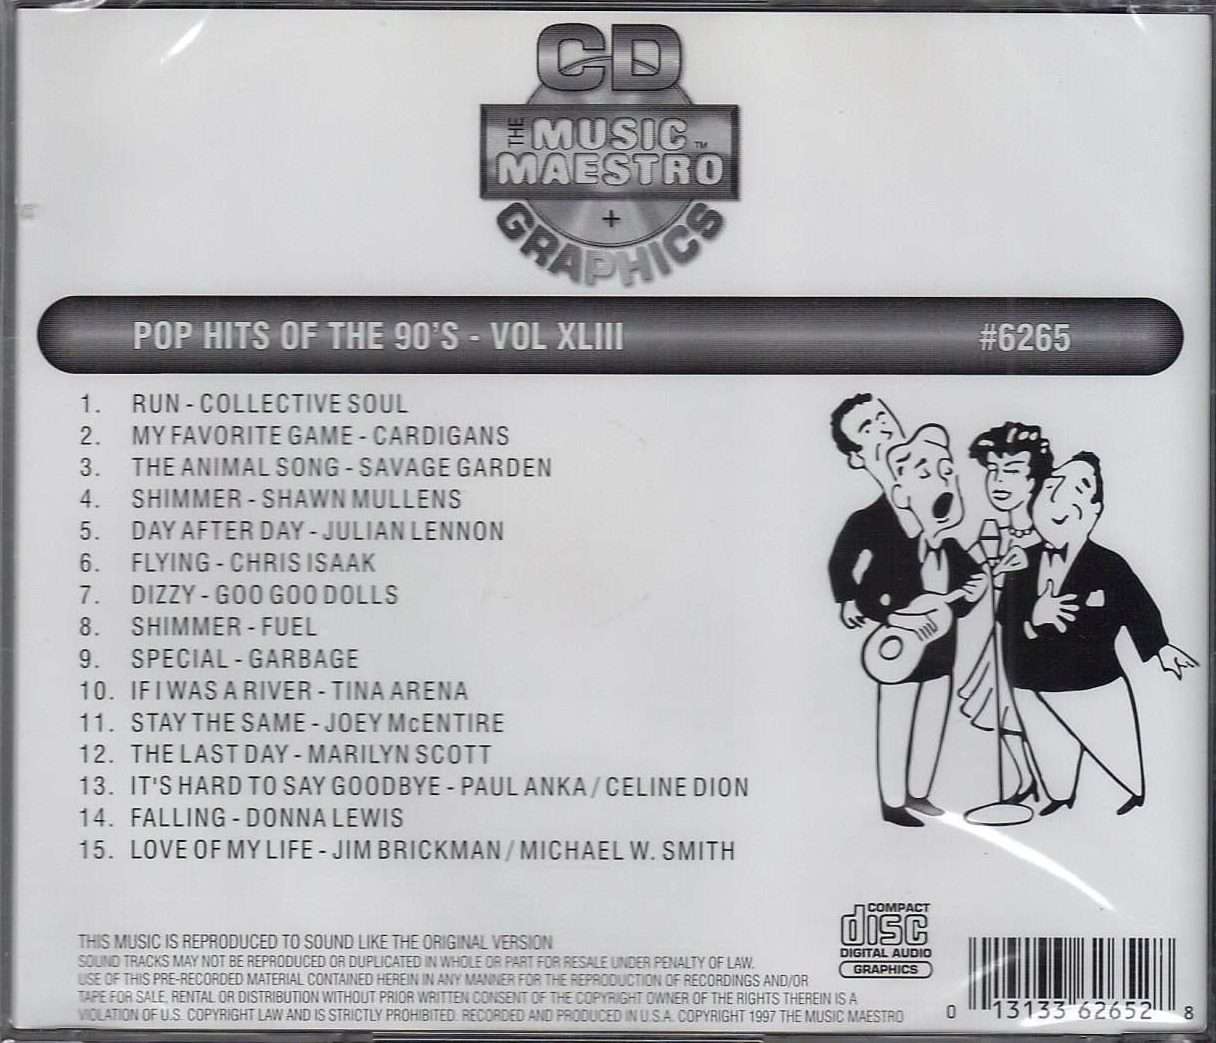 CD
THE MUSIC MAESTRO ™
+
GRAPHICS
POP HITS OF THE 90'S - VOL XLIII #6265
1. RUN - COLLECTIVE SOUL
2. MY FAVORITE GAME - CARDIGANS
3. THE ANIMAL SONG - SAVAGE GARDEN
4. SHIMMER - SHAWN MULLENS
5. DAY AFTER DAY - JULIAN LENNON
6. FLYING - CHRIS ISAAK
7. DIZZY - GOO GOO DOLLS
8. SHIMMER - FUEL
9. SPECIAL - GARBAGE
10. IF I WAS A RIVER - TINA ARENA
11. STAY THE SAME - JOEY McENTIRE
12. THE LAST DAY - MARILYN SCOTT
13. IT'S HARD TO SAY GOODBYE - PAUL ANKA / CELINE DION
14. FALLING - DONNA LEWIS
15. LOVE OF MY LIFE - JIM BRICKMAN / MICHAEL W. SMITH
THIS MUSIC IS REPRODUCED TO SOUND LIKE THE ORIGINAL VERSION
SOUND TRACKS MAY NOT BE REPRODUCED OR DUPLICATED IN WHOLE OR PART FOR RESALE UNDER PENALTY OF LAW.
USE OF THIS PRE-RECORDED MATERIAL CONTAINED HEREIN IN ANY MANNER FOR THE REPRODUCTION OF RECORDINGS AND/OR
TAPE FOR SALE, RENTAL OR DISTRIBUTION WITHOUT PRIOR WRITTEN CONSENT OF THE COPYRIGHT OWNER OF THE RIGHTS THEREIN IS A
VIOLATION OF U.S. COPYRIGHT LAW AND IS STRICTLY PROHIBITED. RECORDED AND PRODUCED IN U.S.A. COPYRIGHT 1997 THE MUSIC MAESTRO
COMPACT
disc
DIGITAL AUDIO
GRAPHICS
0 13133 62652 8